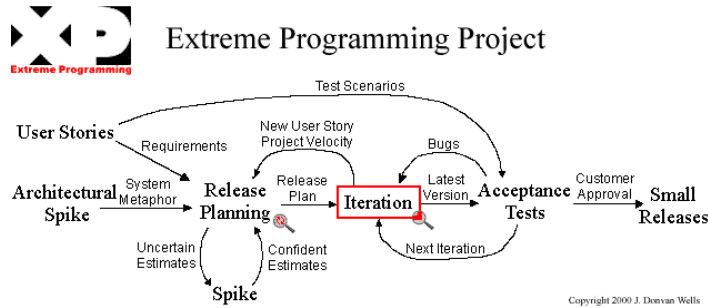 XP
Extreme Programming
Extreme Programming Project
Test Scenarios
User Stories
Requirements
New User Story
Project Velocity
Bugs
Architectural
Spike
System
Metaphor
Release
Planning
Release
Plan
Iteration
Latest
Version
Acceptance
Tests
Customer
Approval
Small
Releases
Uncertain
Estimates
Confident
Estimates
Next Iteration
Spike
Copyright 2000 J. Donvan Wells